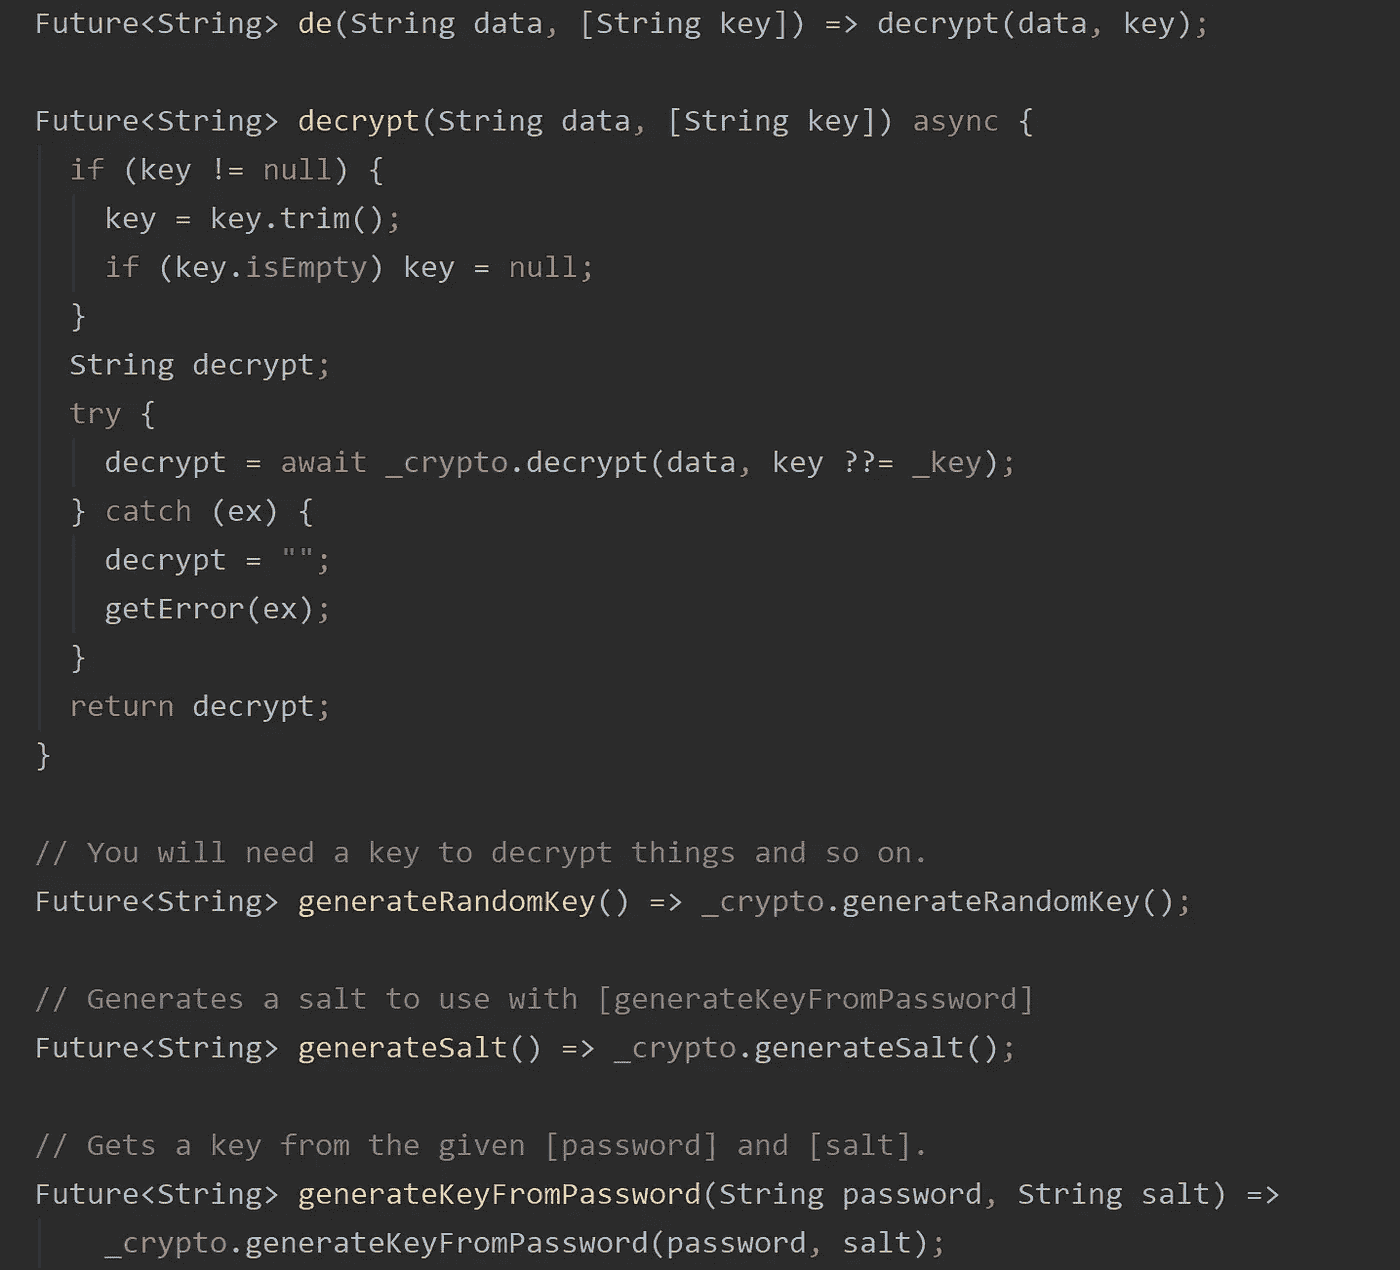 Future<String> de(String data, [String key]) => decrypt(data, key);
Future<String> decrypt(String data, [String key]) async {
if (key != null) {
key = key.trim();
if (key.isEmpty) key = null;
}
String decrypt;
try {
decrypt = await _crypto.decrypt(data, key ??= _key);
} catch (ex) {
decrypt = "";
getError(ex);
}
return decrypt;
}
// You will need a key to decrypt things and so on.
Future<String> generateRandomKey() => _crypto.generateRandomKey();
// Generates a salt to use with [generateKeyFromPassword]
Future<String> generateSalt() => _crypto.generateSalt();
// Gets a key from the given [password] and [salt].
Future<String> generateKeyFromPassword(String password, String salt) =>
_crypto.generateKeyFromPassword(password, salt);